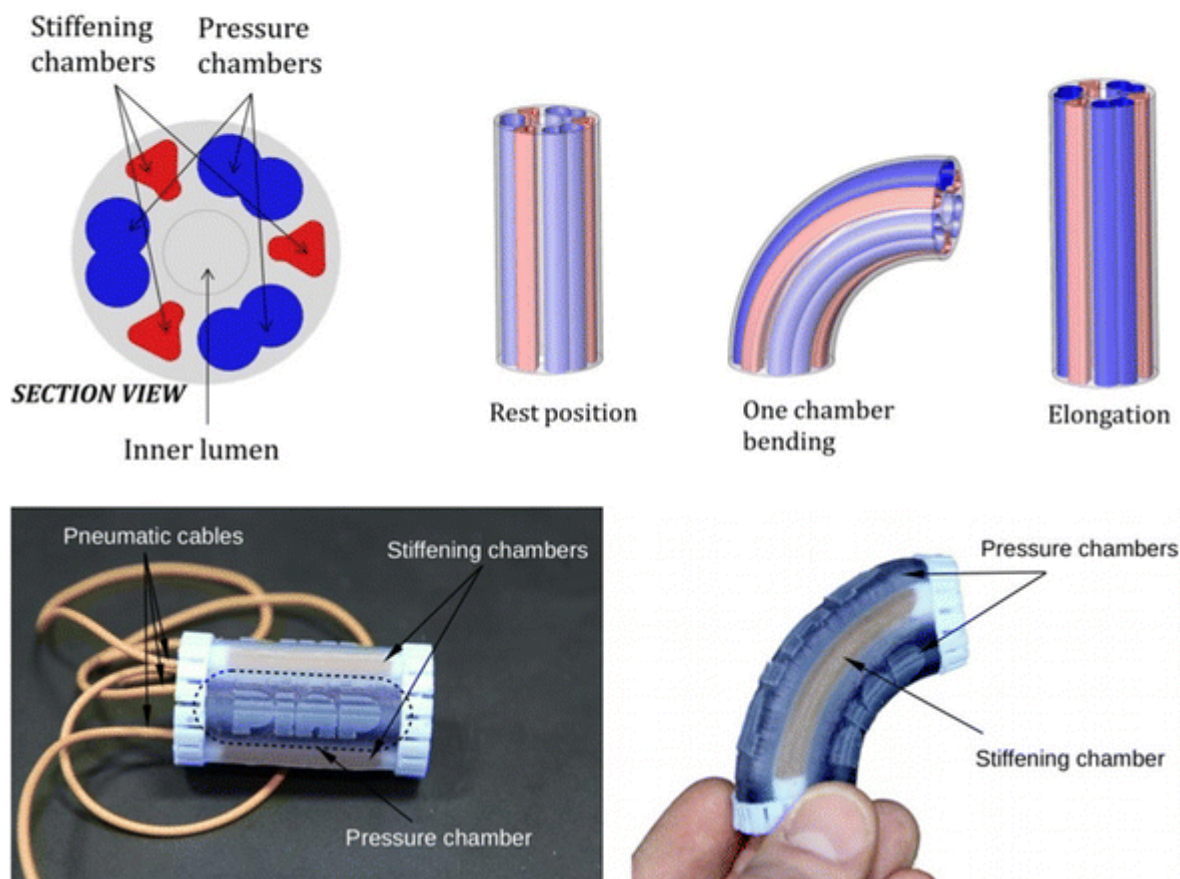 Stiffening
chambers
Pressure
chambers
SECTION VIEW
Inner lumen
Rest position
One chamber
bending
Elongation
Pneumatic cables
Stiffening chambers
Pressure chamber
Pressure chambers
Stiffening chamber